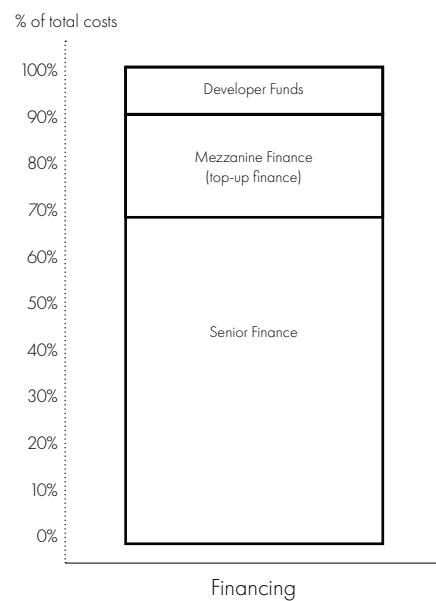 % of total costs
100%
Developer Funds
90%
Mezzanine Finance
80%
(top-up finance)
70%
60%
50%
Senior Finance
40%
30%
20%
10%
0%
Financing